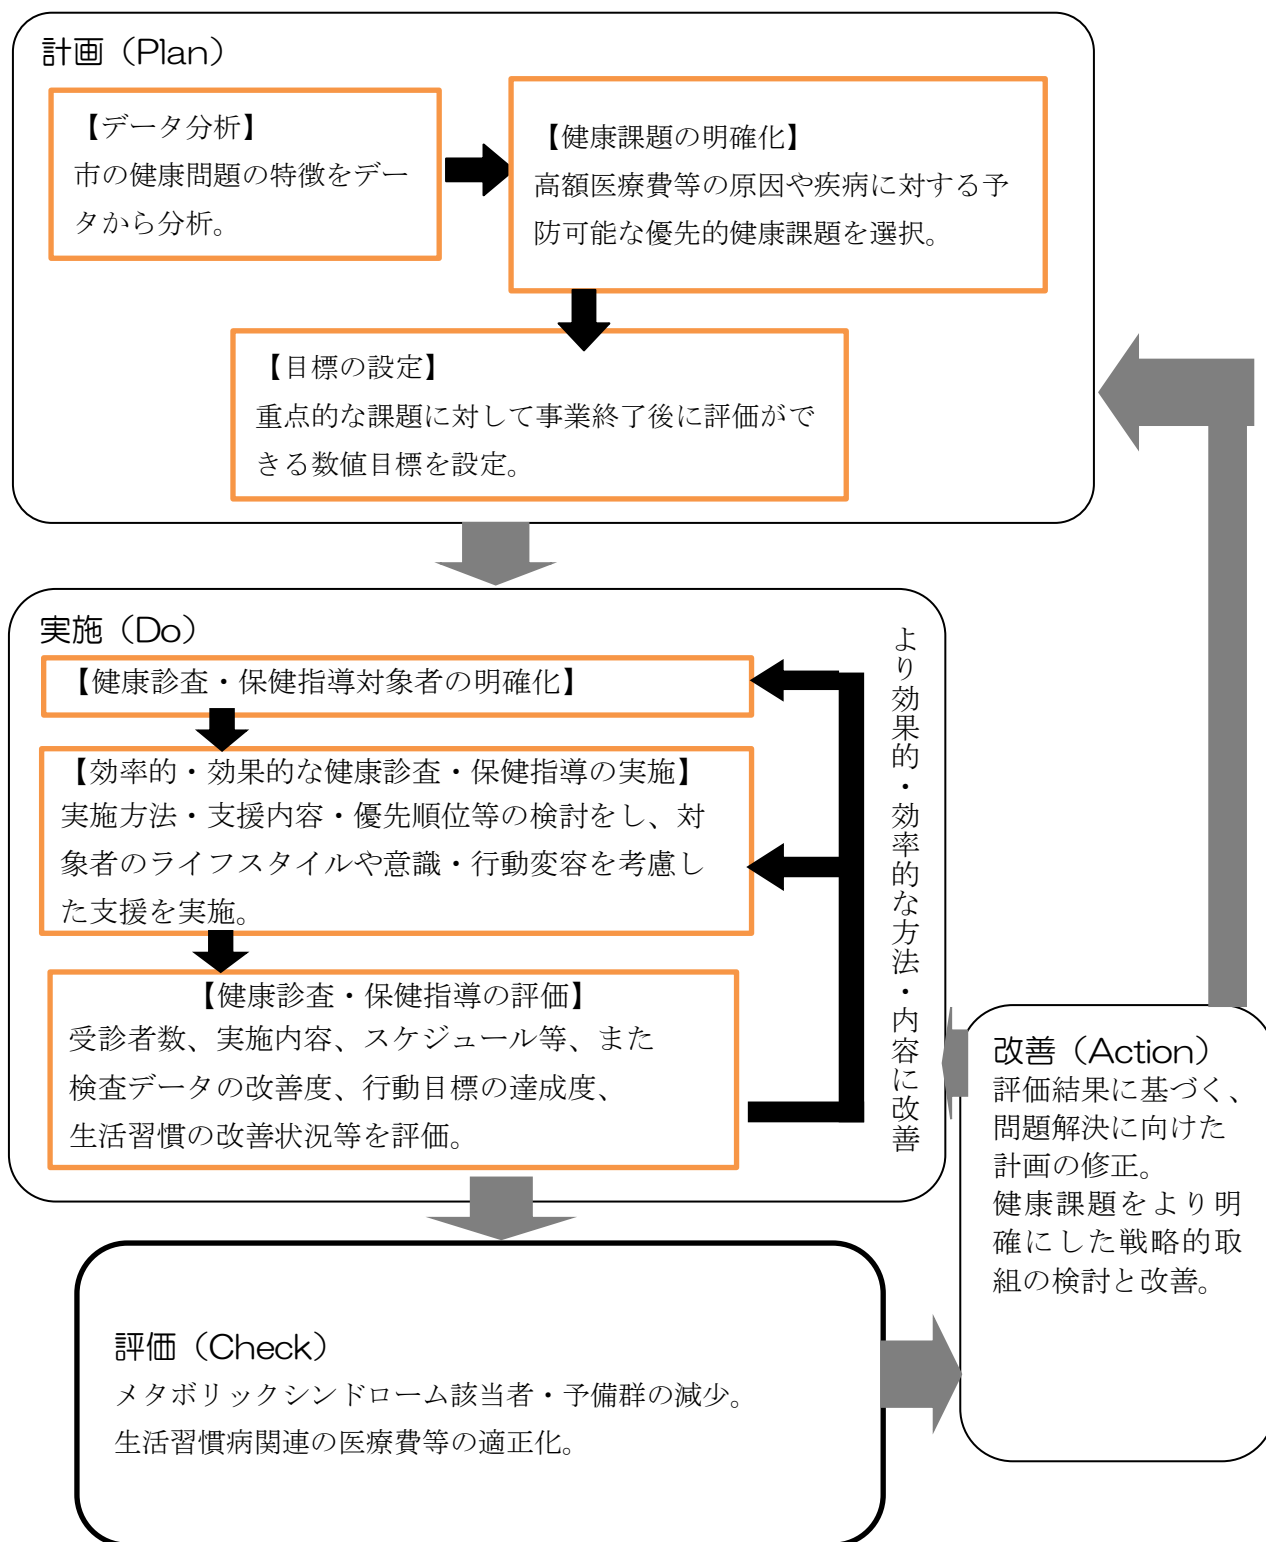 計画（Plan）
【データ分析】
市の健康問題の特徴をデー
タから分析。
【健康課題の明確化】
高額医療費等の原因や疾病に対する予
防可能な優先的健康課題を選択。
【目標の設定】
重点的な課題に対して事業終了後に評価がで
きる数値目標を設定。
実施（Do）
【健康診査・保健指導対象者の明確化】
【効率的・効果的な健康診査・保健指導の実施】
実施方法・支援内容・優先順位等の検討をし、対
象者のライフスタイルや意識・行動変容を考慮し
た支援を実施。
【健康診査・保健指導の評価】
受診者数、実施内容、スケジュール等、また
検査データの改善度、行動目標の達成度、
生活習慣の改善状況等を評価。
より効果的・効率的な方法・内容に改善
改善（Action）
評価結果に基づく、
問題解決に向けた
計画の修正。
健康課題をより明
確にした戦略的取
組の検討と改善。
評価（Check）
メタボリックシンドローム該当者・予備群の減少。
生活習慣病関連の医療費等の適正化。